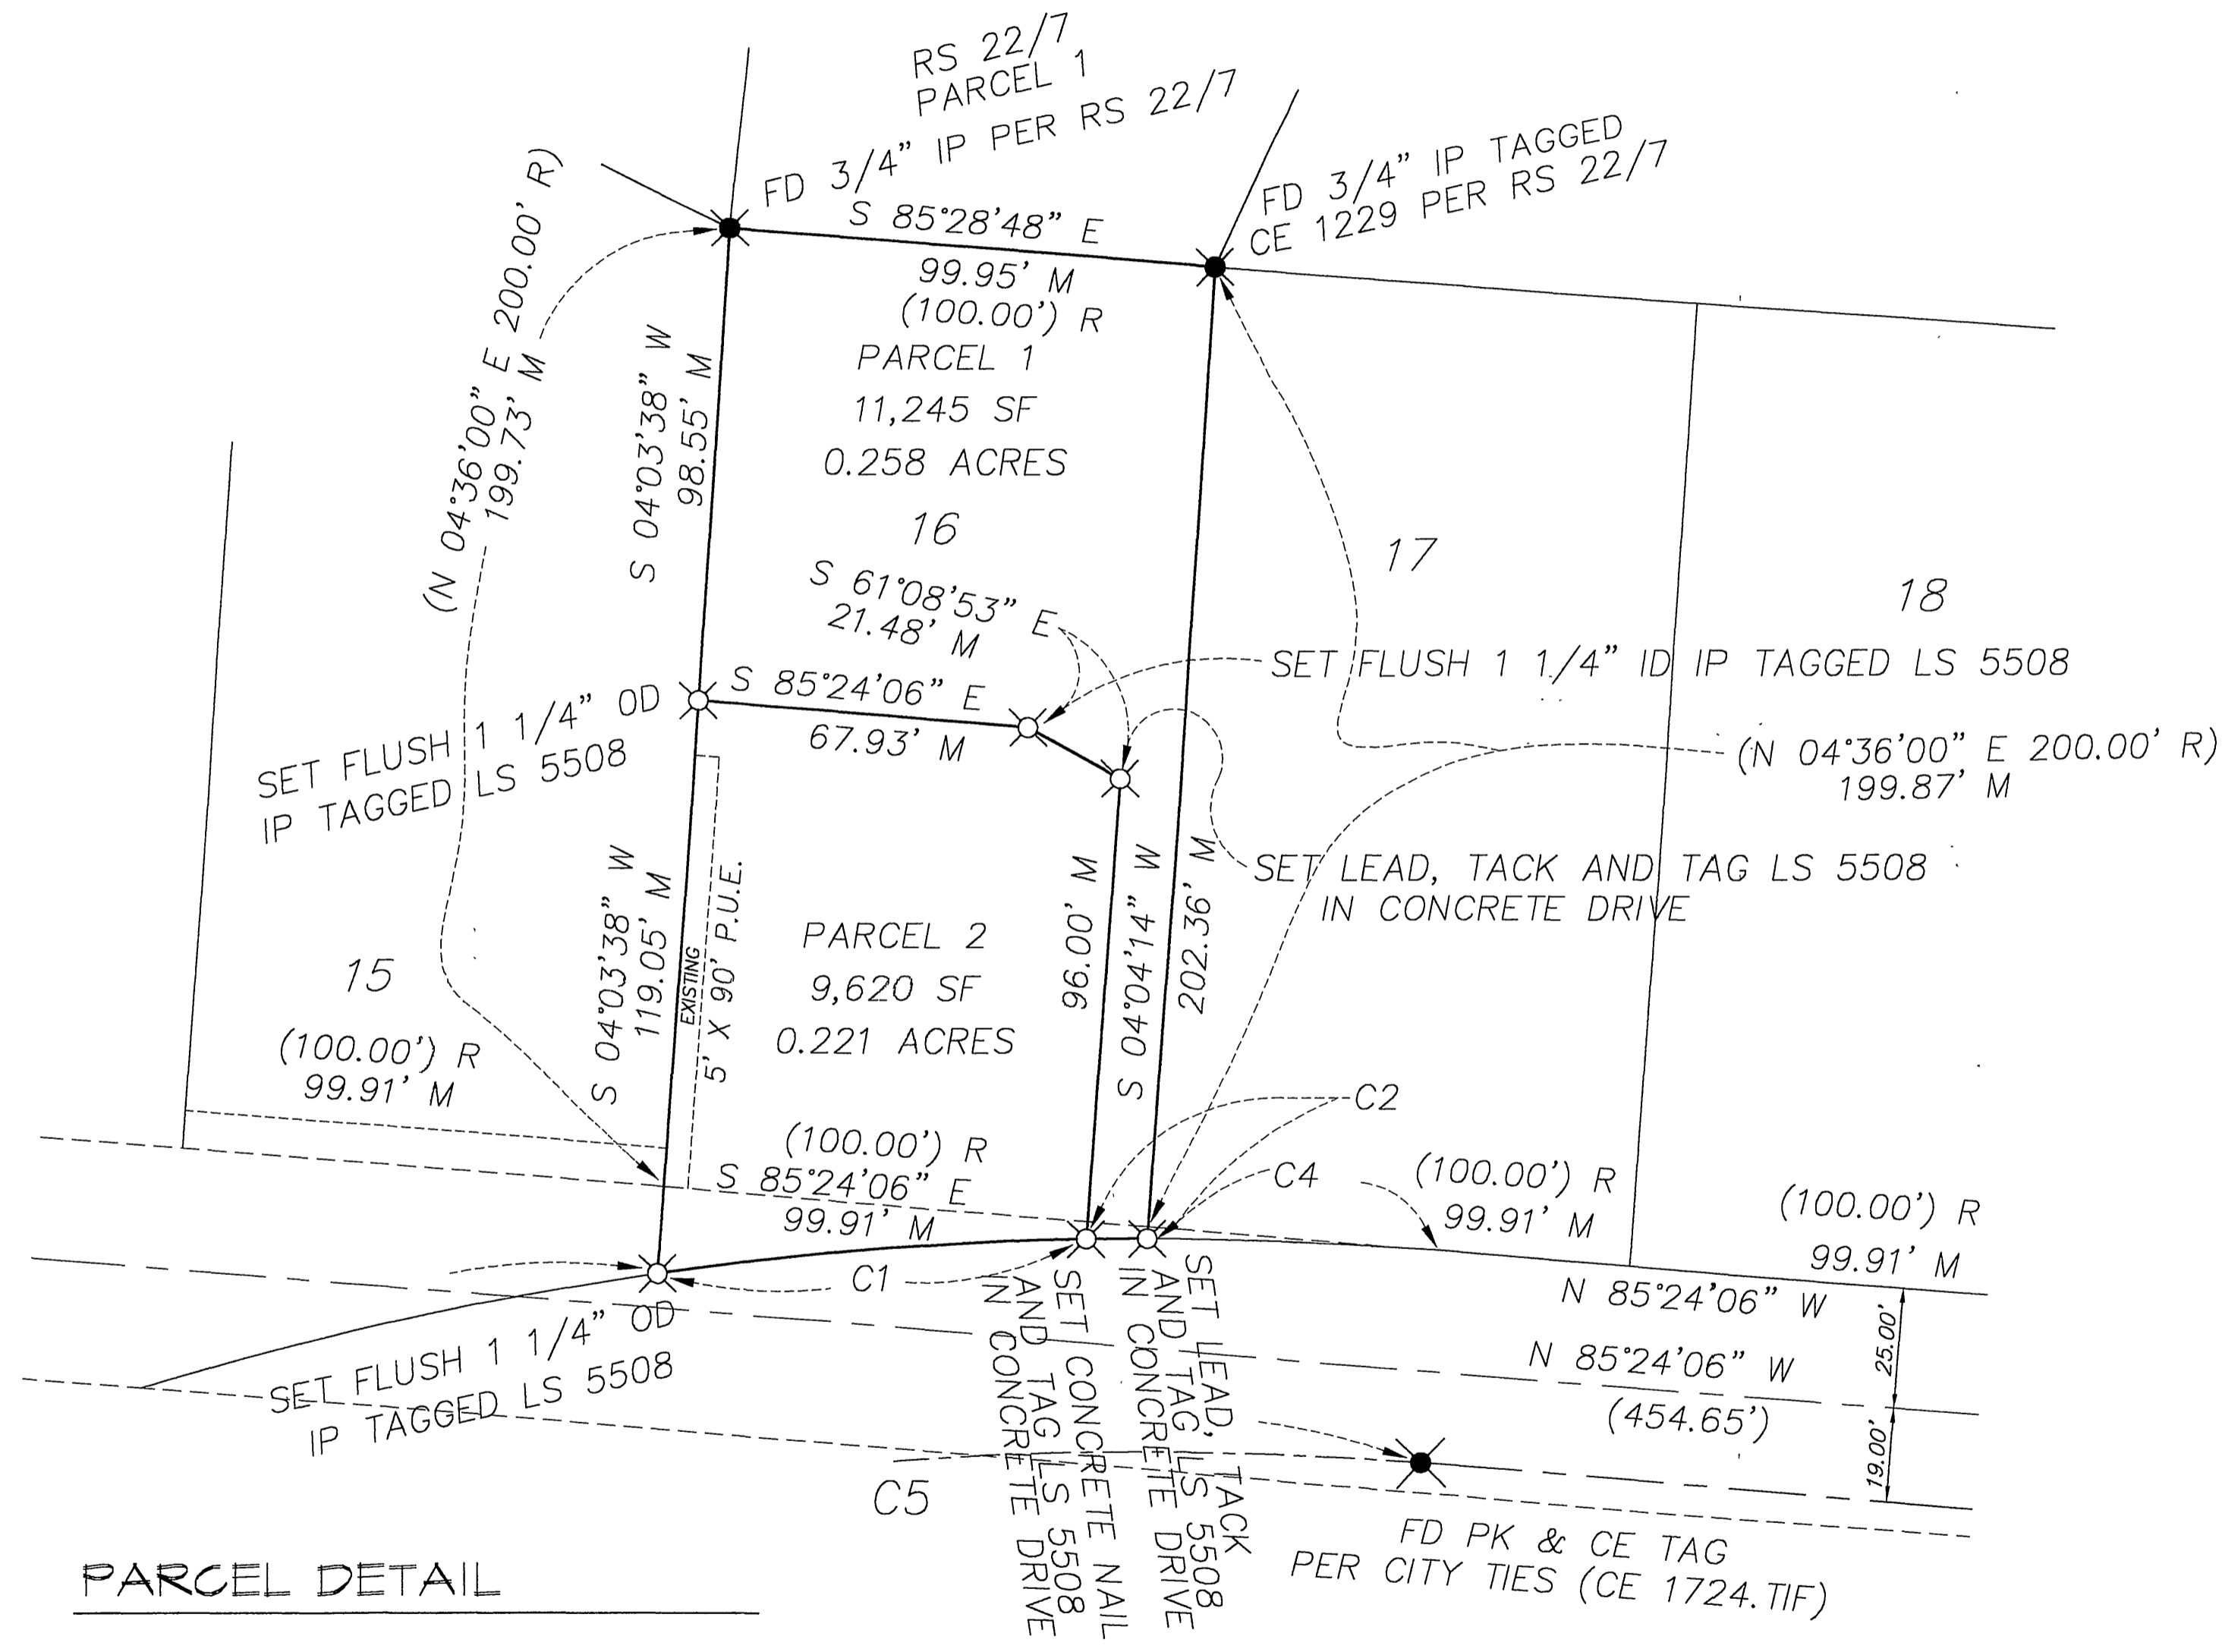 RS 22/7
PARCEL 1
FD 3/4” IP PER RS 22/7
FD 3/4” IP TAGGED
CE 1229 PER RS 22/7
S 85°28'48” E
99.95' M
(100.00') R
(N 04°36'00” E 200.00' R)
199.73' M
S 04°03'38” W
98.55' M
PARCEL 1
11,245 SF
0.258 ACRES
16
17
18
S 61°08'53” E
21.48' M
SET FLUSH 1 1/4” ID IP TAGGED LS 5508
S 85°24'06” E
67.93' M
SET FLUSH 1 1/4” OD
IP TAGGED LS 5508
(N 04°36'00” E 200.00' R)
199.87' M
SET LEAD, TACK AND TAG LS 5508
IN CONCRETE DRIVE
S 04°03'38” W
119.05' M
EXISTING
5' X 90' P.U.E.
PARCEL 2
9,620 SF
0.221 ACRES
96.00' M
S 04°04'14” W
202.36' M
15
(100.00') R
99.91' M
C2
C4
(100.00') R
S 85°24'06” E
99.91' M
(100.00') R
99.91' M
(100.00') R
99.91' M
C1
N 85°24'06” W
N 85°24'06” W
(454.65')
25.00'
19.00'
SET FLUSH 1 1/4” OD
IP TAGGED LS 5508
SET CONCRETE NAIL
AND TAG LS 5508
IN CONCRETE DRIVE
SET LEAD, TACK
AND TAG LS 5508
IN CONCRETE DRIVE
C5
FD PK & CE TAG
PER CITY TIES (CE 1724.TIF)
PARCEL DETAIL